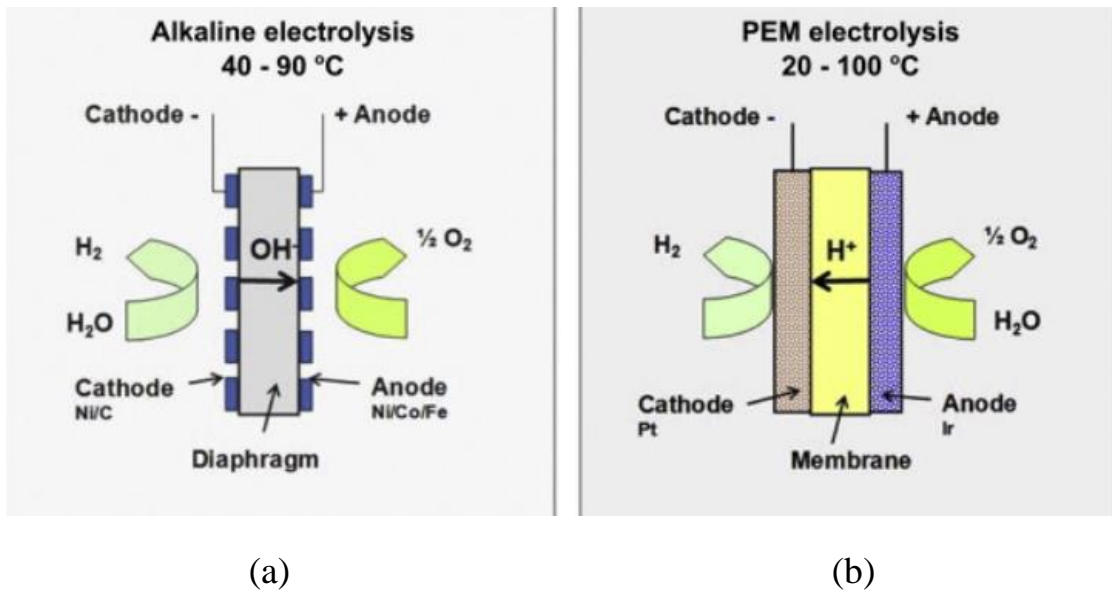 Alkaline electrolysis
40 - 90 ºC
Cathode -
+ Anode
H₂
OH⁻
½ O₂
H₂O
Cathode
Ni/C
Anode
Ni/Co/Fe
Diaphragm
(a)
PEM electrolysis
20 - 100 ºC
Cathode -
+ Anode
H₂
H⁺
½ O₂
H₂O
Cathode
Pt
Anode
Ir
Membrane
(b)